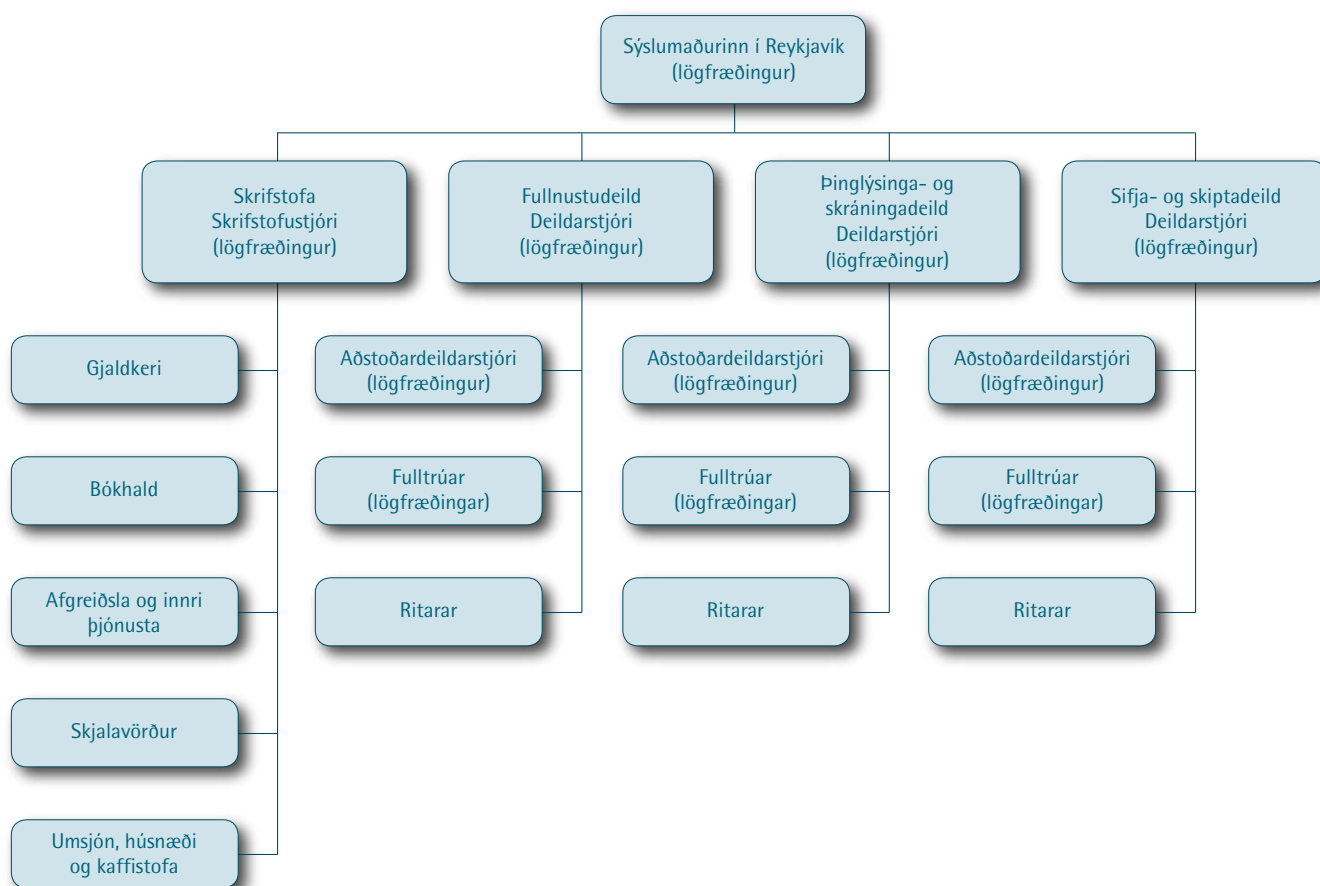 Sýslumaðurinn í Reykjavík
(lögfræðingur)
Skrifstofa
Skrifstofustjóri
(lögfræðingur)
Fullnustudeild
Deildarstjóri
(lögfræðingur)
Þinglýsinga- og
skráningadeild
Deildarstjóri
(lögfræðingur)
Sifja- og skiptadeild
Deildarstjóri
(lögfræðingur)
Gjaldkeri
Aðstoðardeildarstjóri
(lögfræðingur)
Aðstoðardeildarstjóri
(lögfræðingur)
Aðstoðardeildarstjóri
(lögfræðingur)
Bókhald
Fulltrúar
(lögfræðingar)
Fulltrúar
(lögfræðingar)
Fulltrúar
(lögfræðingar)
Afgreiðsla og innri
þjónusta
Ritarar
Ritarar
Ritarar
Skjalavörður
Umsjón, húsnæði
og kaffistofa